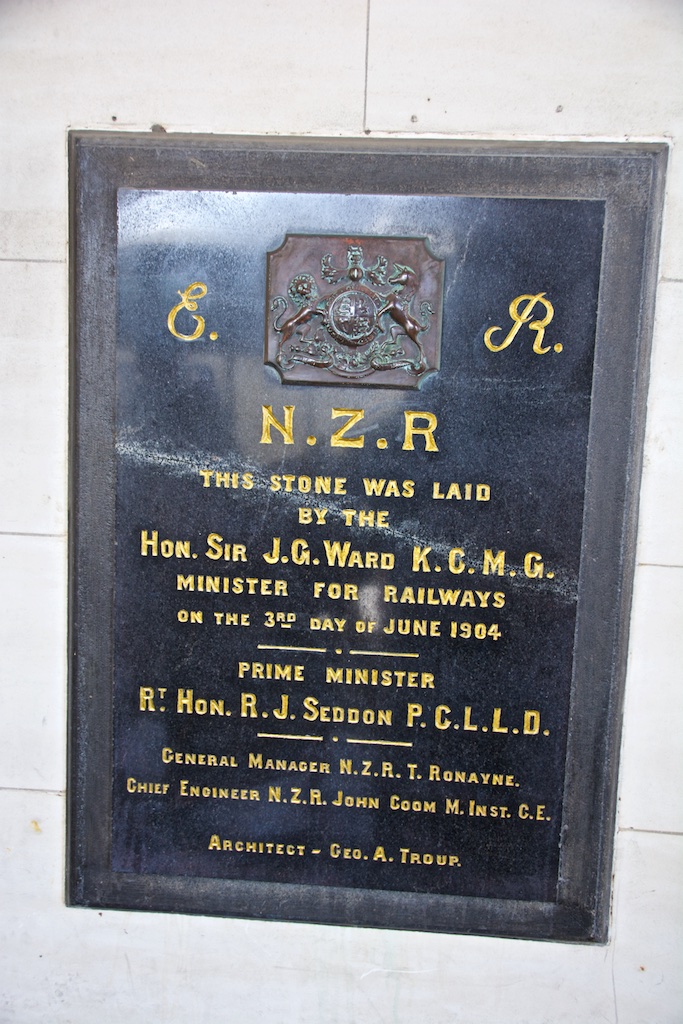 E. R.
N.Z.R
THIS STONE WAS LAID
BY THE
HON. SIR J.G. WARD K.C.M.G.
MINISTER FOR RAILWAYS
ON THE 3RD DAY OF JUNE 1904
PRIME MINISTER
RT HON. R.J. SEDDON P.C.L.L.D.
GENERAL MANAGER N.Z.R. T. RONAYNE.
CHIEF ENGINEER N.Z.R. JOHN COOM M. INST. C.E.
ARCHITECT - GEO. A. TROUP.